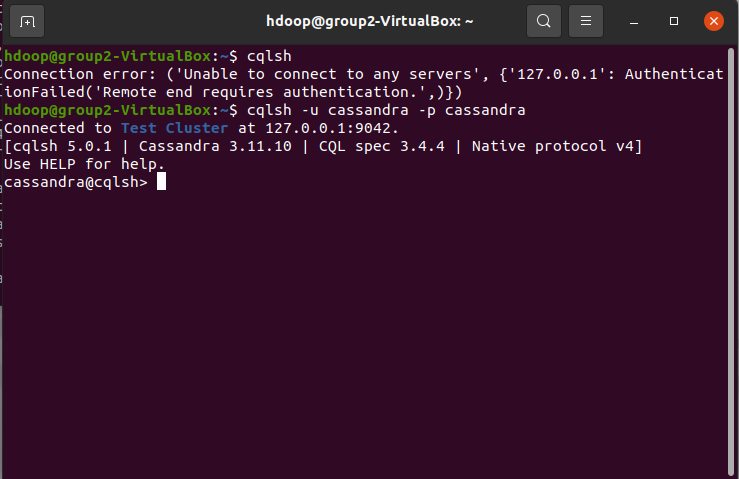 hdoop@group2-VirtualBox: ~
hdoop@group2-VirtualBox:~$ cqlsh
Connection error: ('Unable to connect to any servers', {'127.0.0.1': Authenticat
ionFailed('Remote end requires authentication.',)})
hdoop@group2-VirtualBox:~$ cqlsh -u cassandra -p cassandra
Connected to Test Cluster at 127.0.0.1:9042.
[cqlsh 5.0.1 | Cassandra 3.11.10 | CQL spec 3.4.4 | Native protocol v4]
Use HELP for help.
cassandra@cqlsh>